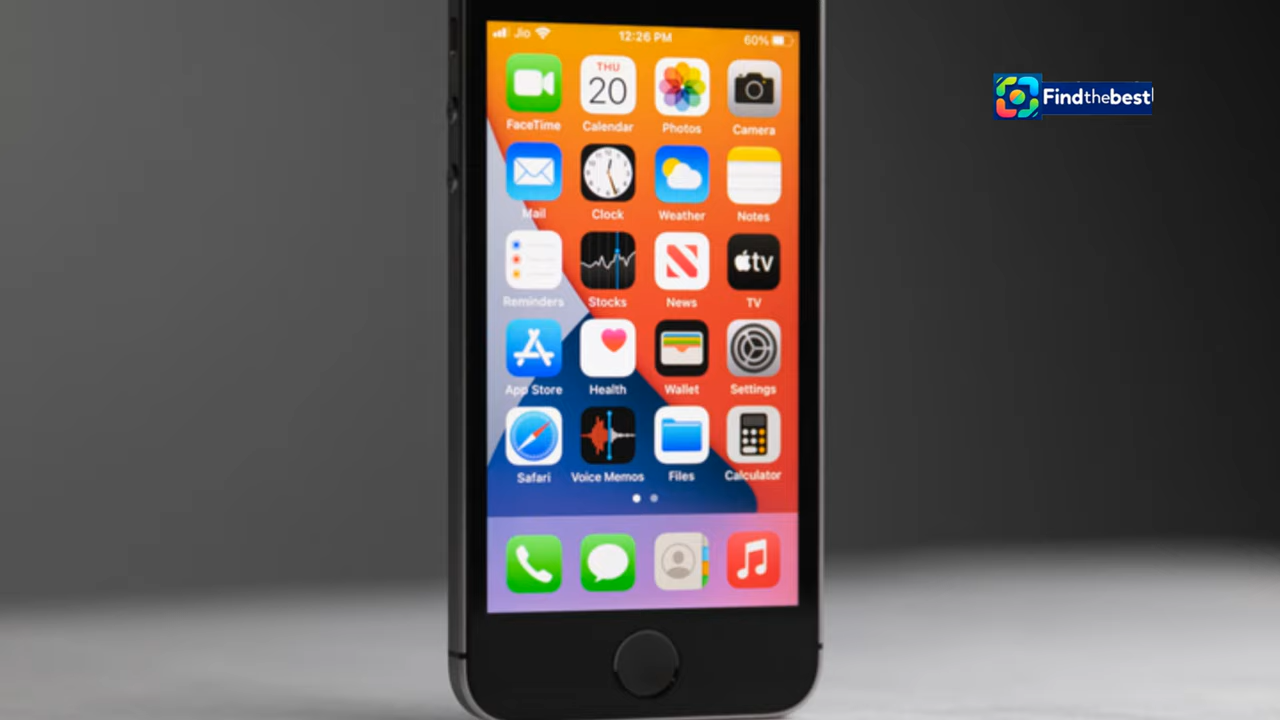 Jio 12:26 PM 60%
THU
20
FaceTime Calendar Photos Camera
Findthebest
Mail Clock Weather Notes
tv
Reminders Stocks News TV
App Store Health Wallet Settings
Safari Voice Memos Files Calculator